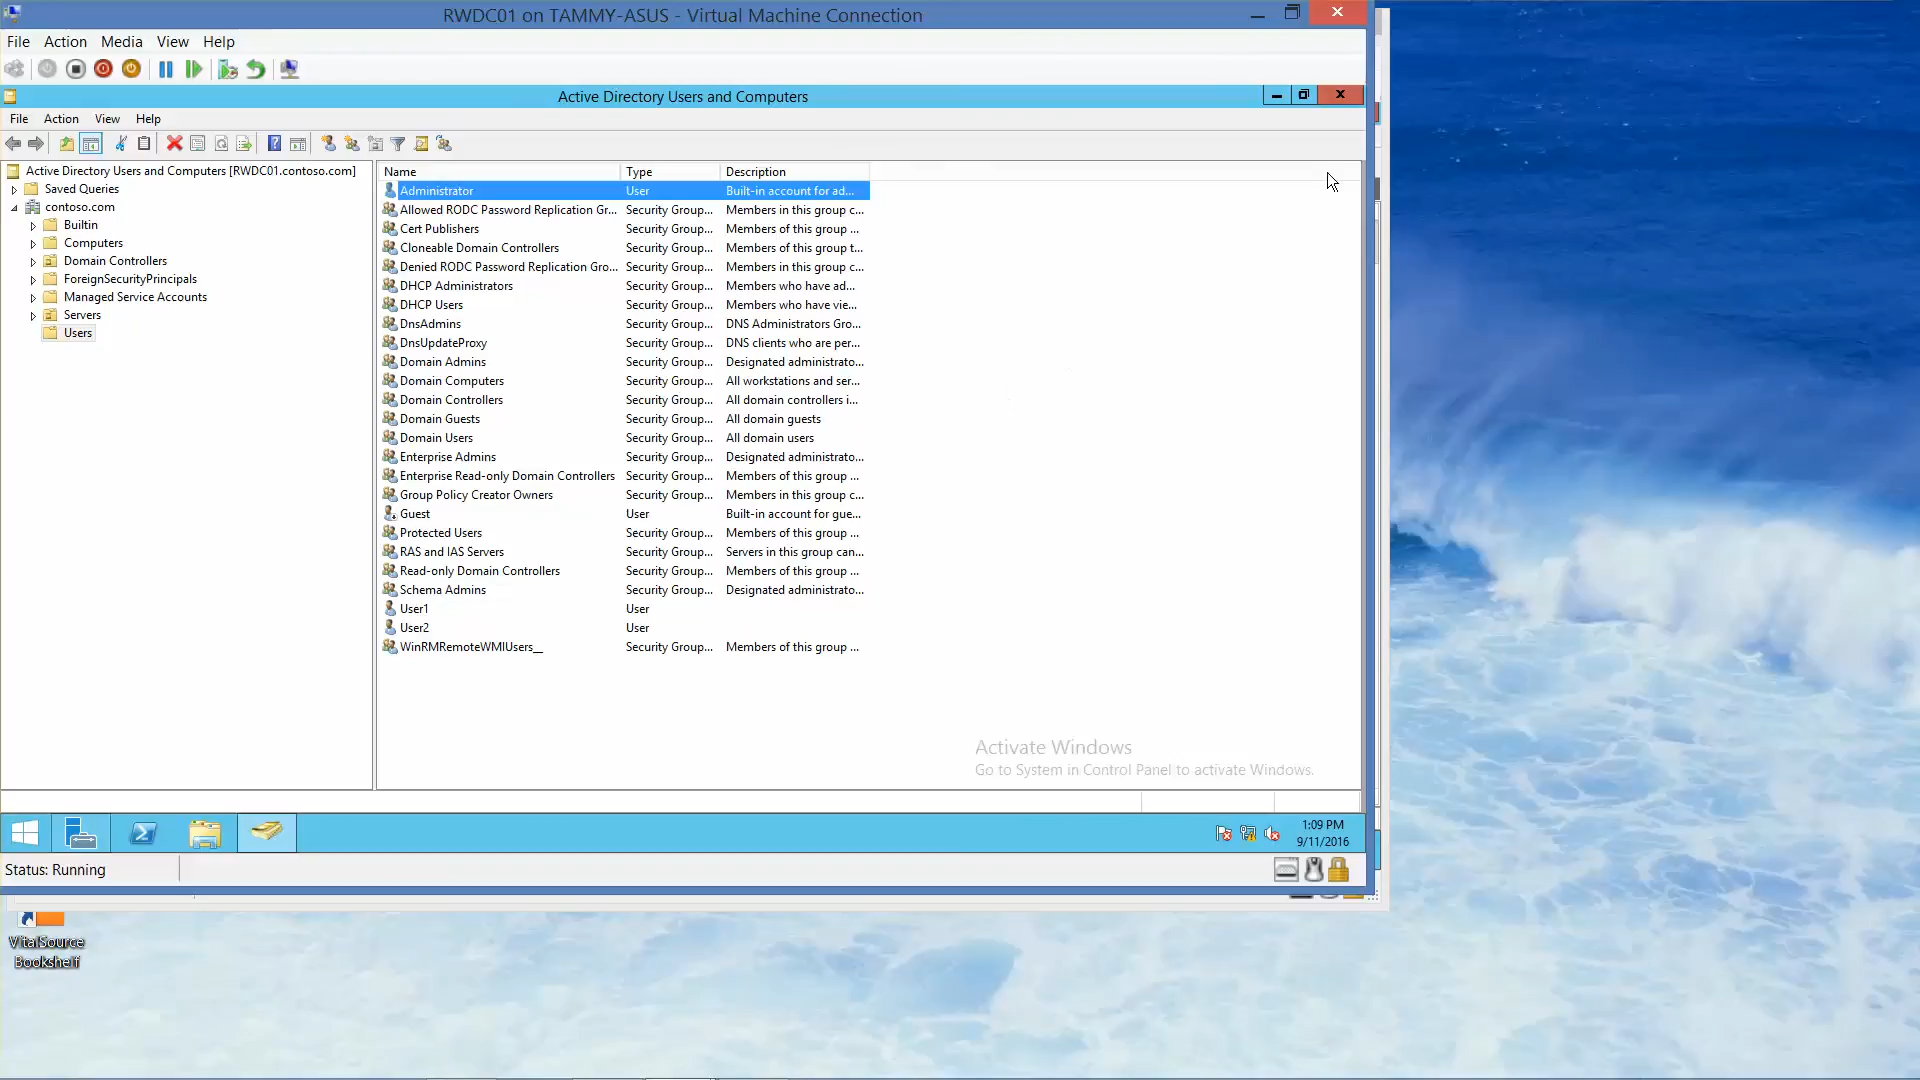 RWDC01 on TAMMY-ASUS - Virtual Machine Connection
File Action Media View Help
Active Directory Users and Computers
File Action View Help
Active Directory Users and Computers [RWDC01.contoso.com]
Saved Queries
contoso.com
Builtin
Computers
Domain Controllers
ForeignSecurityPrincipals
Managed Service Accounts
Servers
Users
Name Type Description
Administrator User Built-in account for ad...
Allowed RODC Password Replication Gr... Security Group... Members in this group c...
Cert Publishers Security Group... Members of this group ...
Cloneable Domain Controllers Security Group... Members of this group t...
Denied RODC Password Replication Gro... Security Group... Members in this group c...
DHCP Administrators Security Group... Members who have ad...
DHCP Users Security Group... Members who have vie...
DnsAdmins Security Group... DNS Administrators Gro...
DnsUpdateProxy Security Group... DNS clients who are per...
Domain Admins Security Group... Designated administrato...
Domain Computers Security Group... All workstations and ser...
Domain Controllers Security Group... All domain controllers i...
Domain Guests Security Group... All domain guests
Domain Users Security Group... All domain users
Enterprise Admins Security Group... Designated administrato...
Enterprise Read-only Domain Controllers Security Group... Members of this group ...
Group Policy Creator Owners Security Group... Members in this group c...
Guest User Built-in account for gue...
Protected Users Security Group... Members of this group ...
RAS and IAS Servers Security Group... Servers in this group can...
Read-only Domain Controllers Security Group... Members of this group ...
Schema Admins Security Group... Designated administrato...
User1 User
User2 User
WinRMRemoteWMIUsers__ Security Group... Members of this group ...
Activate Windows
Go to System in Control Panel to activate Windows.
1:09 PM
9/11/2016
Status: Running
VitalSource
Bookshelf